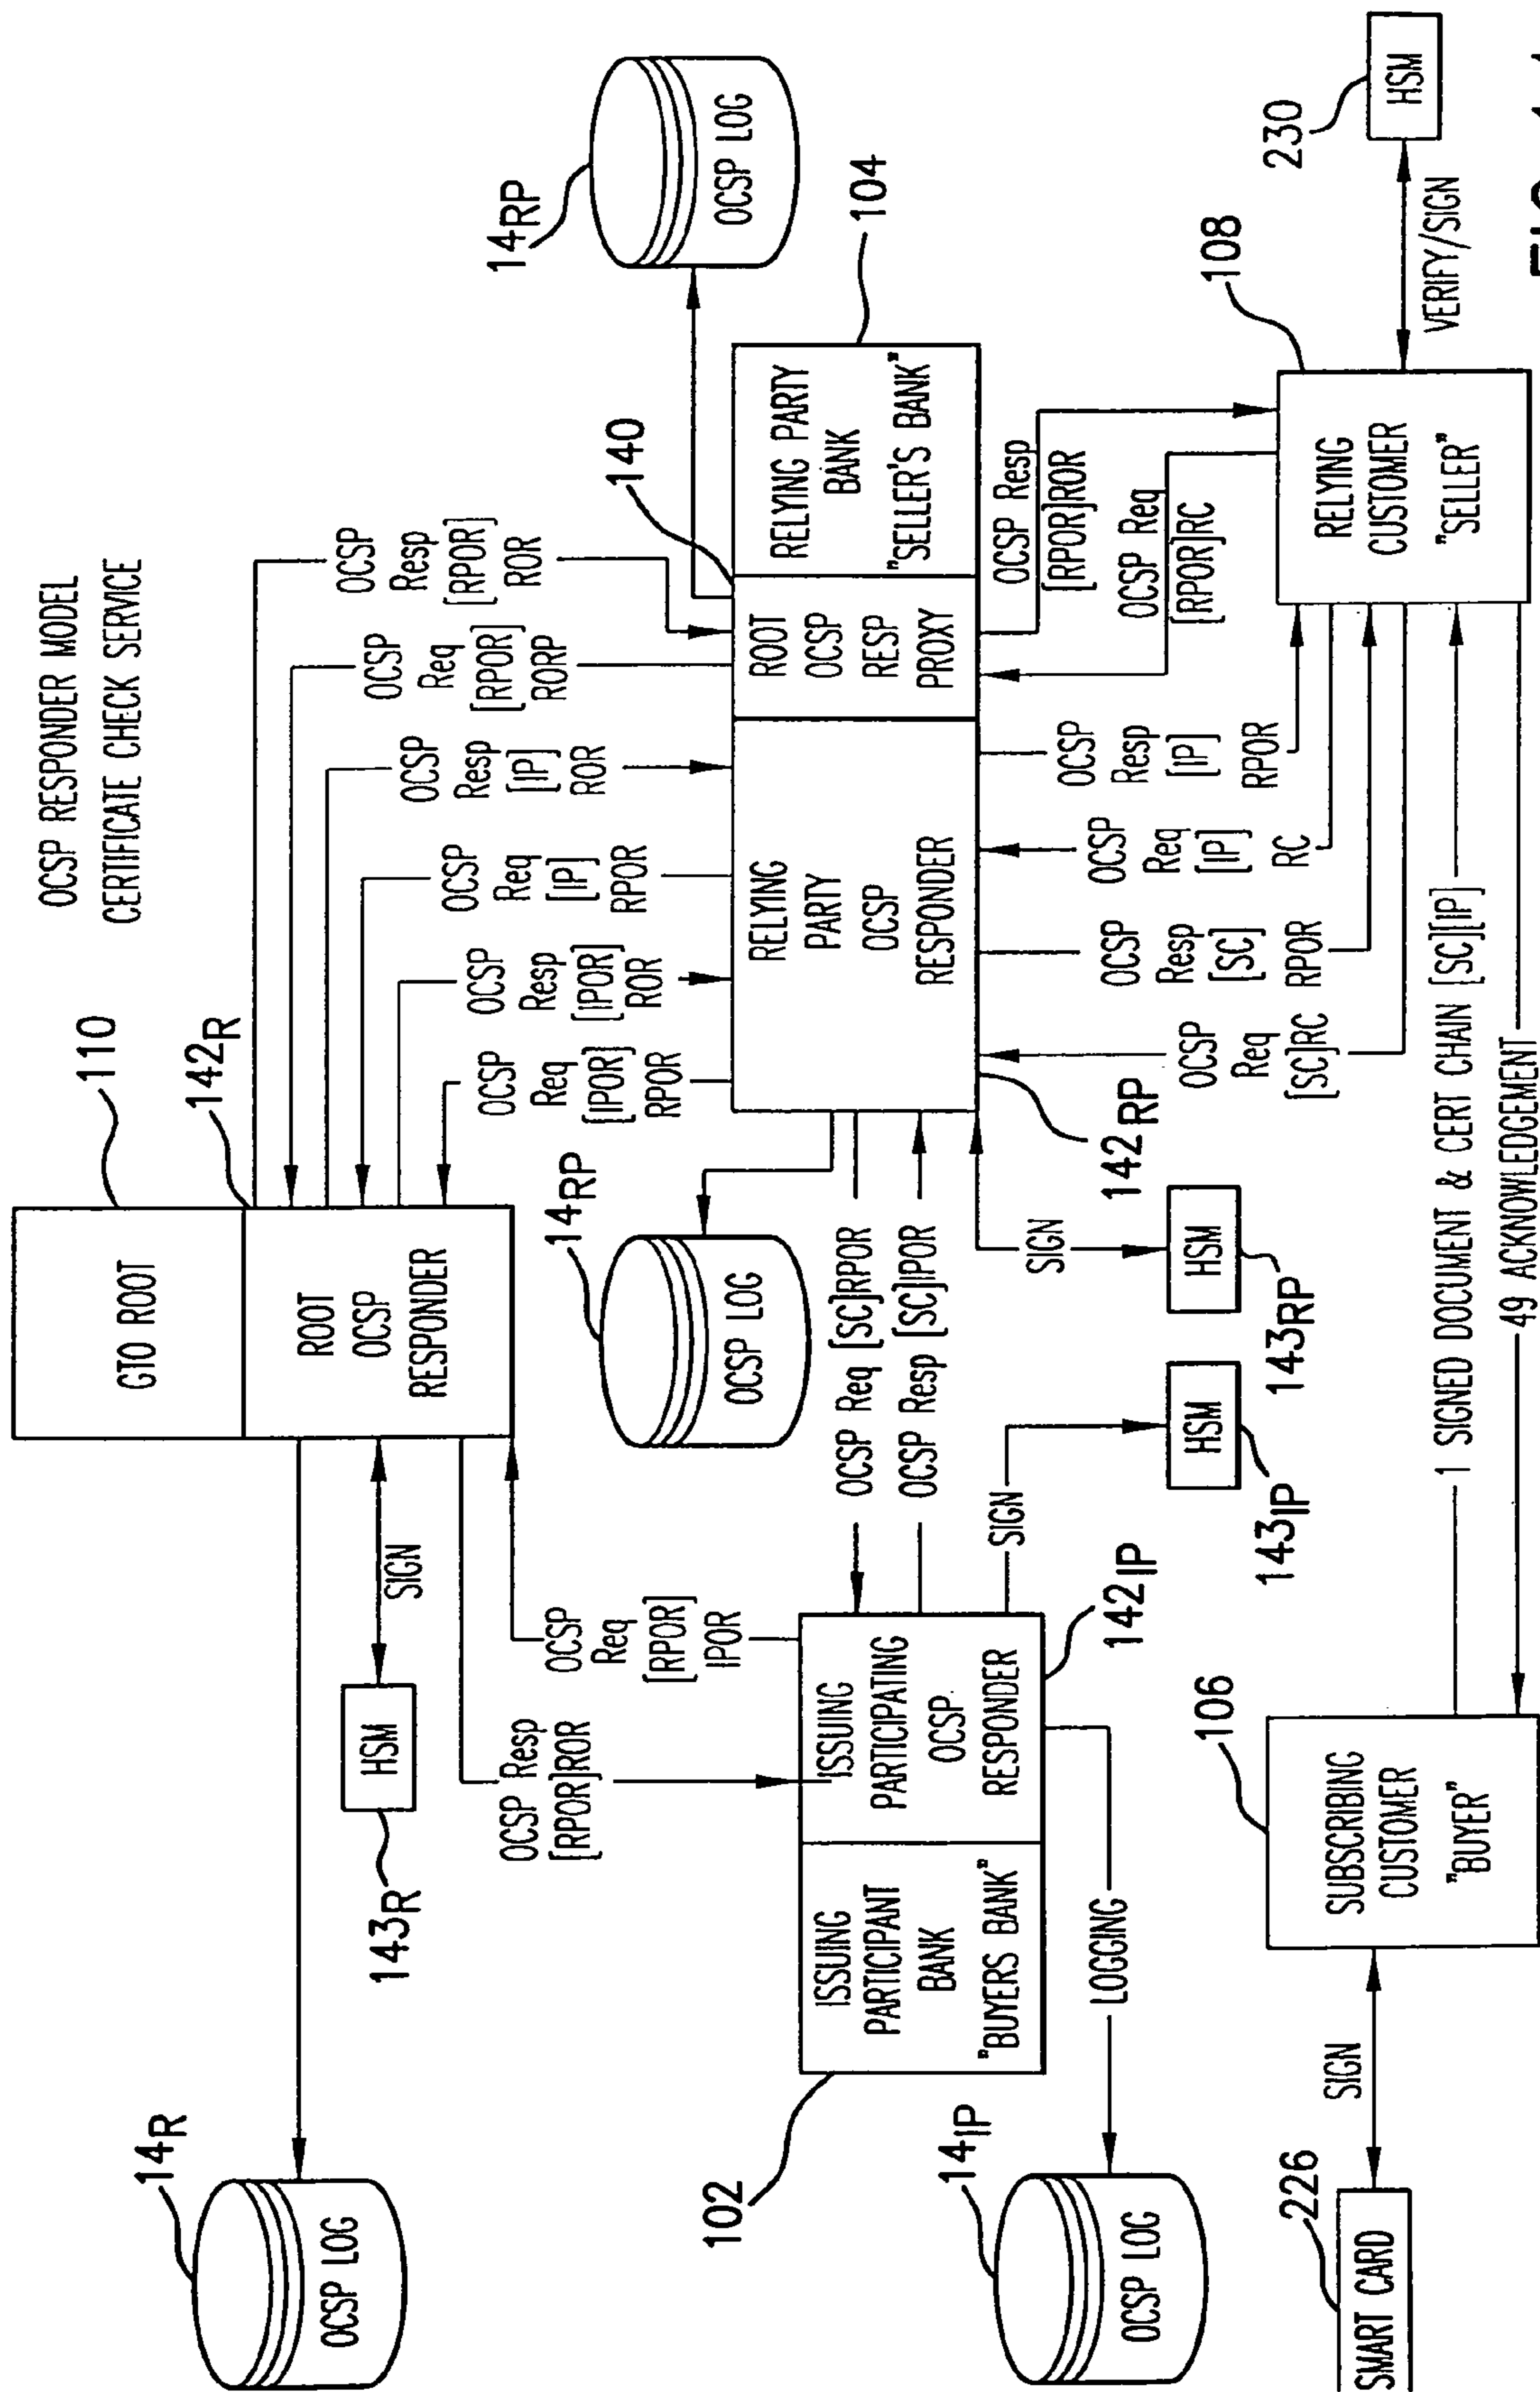 OCSP RESPONDER MODEL
CERTIFICATE CHECK SERVICE
110
GTO ROOT
142R
ROOT
OCSP
RESPONDER
14R
OCSP LOG
SIGN
HSM
143R
OCSP Resp
[RPOR]ROR
OCSP
Req
[RPOR]
IPOR
OCSP
Req
[IPOR]
RPOR
OCSP
Resp
[IPOR]
ROR
OCSP
Req
[IP]
RPOR
OCSP
Resp
[IP]
ROR
OCSP
Req
[RPOR]
RORP
OCSP
Resp
[RPOR]
ROR
14RP
OCSP LOG
14RP
OCSP LOG
140
104
RELYING
PARTY
OCSP
RESPONDER
ROOT
OCSP
RESP
PROXY
RELYING PARTY
BANK
"SELLER'S BANK"
OCSP Req [SC]RPOR
OCSP Resp [SC]IPOR
102
ISSUING
PARTICIPANT
BANK
"BUYERS BANK"
ISSUING
PARTICIPATING
OCSP
RESPONDER
142IP
LOGGING
14IP
OCSP LOG
SIGN
HSM
143IP
SIGN
HSM
143RP
142RP
OCSP
Req
[SC]RC
OCSP
Resp
[SC]
RPOR
OCSP
Req
[IP]
RC
OCSP
Resp
[IP]
RPOR
OCSP Req
[RPOR]RC
OCSP Resp
[RPOR]ROR
226
SMART CARD
SIGN
106
SUBSCRIBING
CUSTOMER
"BUYER"
1 SIGNED DOCUMENT & CERT CHAIN [SC][IP]
49 ACKNOWLEDGEMENT
108
RELYING
CUSTOMER
"SELLER"
VERIFY/SIGN
230
HSM